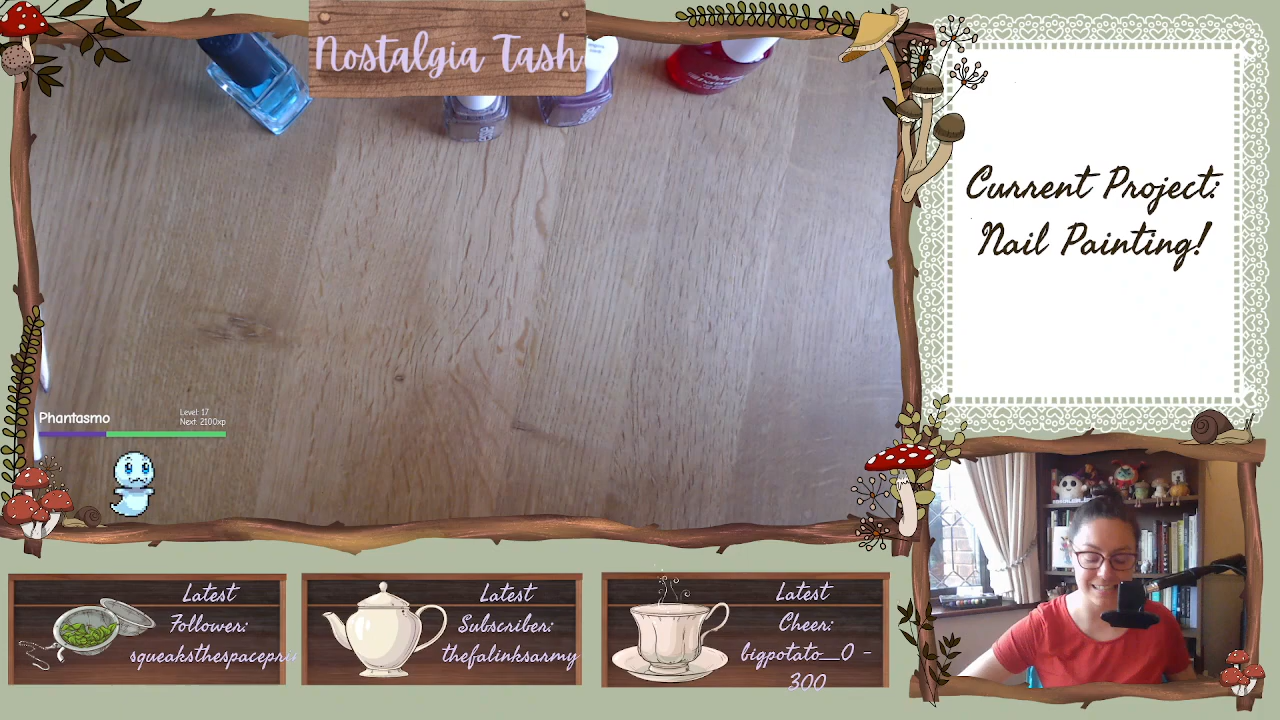 Nostalgia Tash
Current Project:
Nail Painting!
Phantasmo
Level: 17
Next: 2100xp
Latest
Follower:
squeaksthespacepri
Latest
Subscriber:
thefalinksarmy
Latest
Cheer:
bigpotato_0 -
300